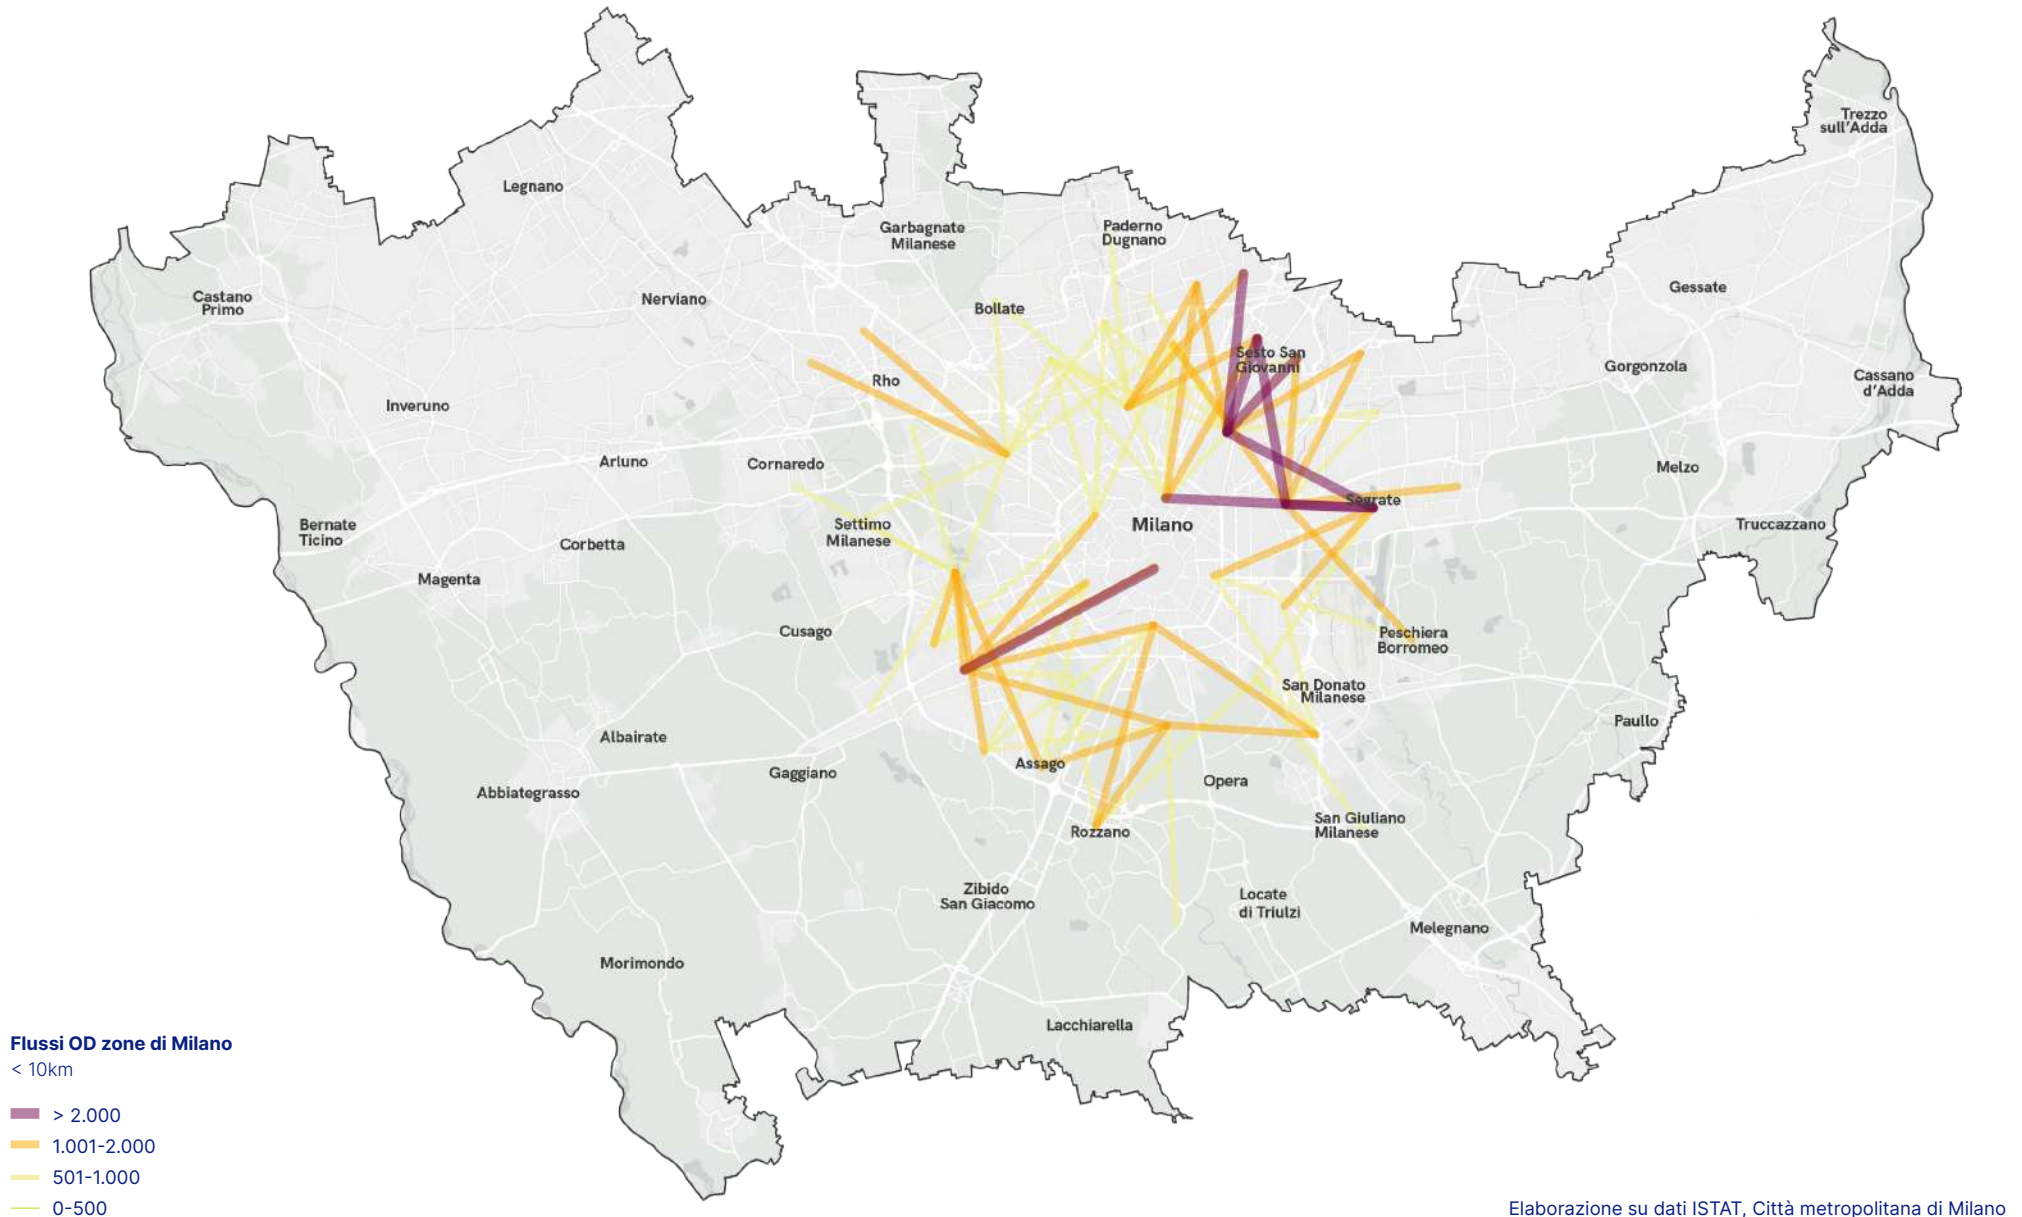 Trezzo
sull'Adda
Legnano
Garbagnate
Milanese
Paderno
Dugnano
Castano
Primo
Nerviano
Bollate
Gessate
Sesto San
Giovanni
Rho
Gorgonzola
Cassano
d'Adda
Inveruno
Arluno
Cornaredo
Melzo
Segrate
Bernate
Ticino
Settimo
Milanese
Milano
Truccazzano
Corbetta
Magenta
Cusago
Peschiera
Borromeo
San Donato
Milanese
Paullo
Albairate
Gaggiano
Assago
Opera
Abbiategrasso
Rozzano
San Giuliano
Milanese
Zibido
San Giacomo
Locate
di Triulzi
Melegnano
Morimondo
Lacchiarella
Flussi OD zone di Milano
< 10km
> 2.000
1.001-2.000
501-1.000
0-500
Elaborazione su dati ISTAT, Città metropolitana di Milano